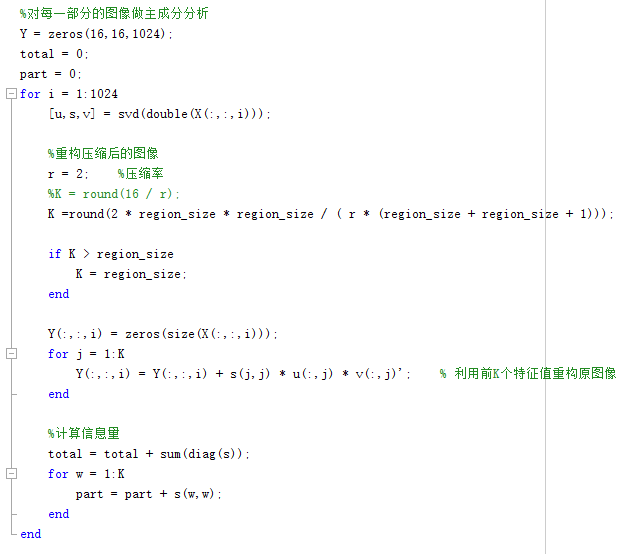 %对每一部分的图像做主成分分析
Y = zeros(16,16,1024);
total = 0;
part = 0;
for i = 1:1024
[u,s,v] = svd(double(X(:,:,i)));
%重构压缩后的图像
r = 2; %压缩率
%K = round(16 / r);
K =round(2 * region_size * region_size / ( r * (region_size + region_size + 1)));
if K > region_size
K = region_size;
end
Y(:,:,i) = zeros(size(X(:,:,i)));
for j = 1:K
Y(:,:,i) = Y(:,:,i) + s(j,j) * u(:,j) * v(:,j)'; % 利用前K个特征值重构原图像
end
%计算信息量
total = total + sum(diag(s));
for w = 1:K
part = part + s(w,w);
end
end